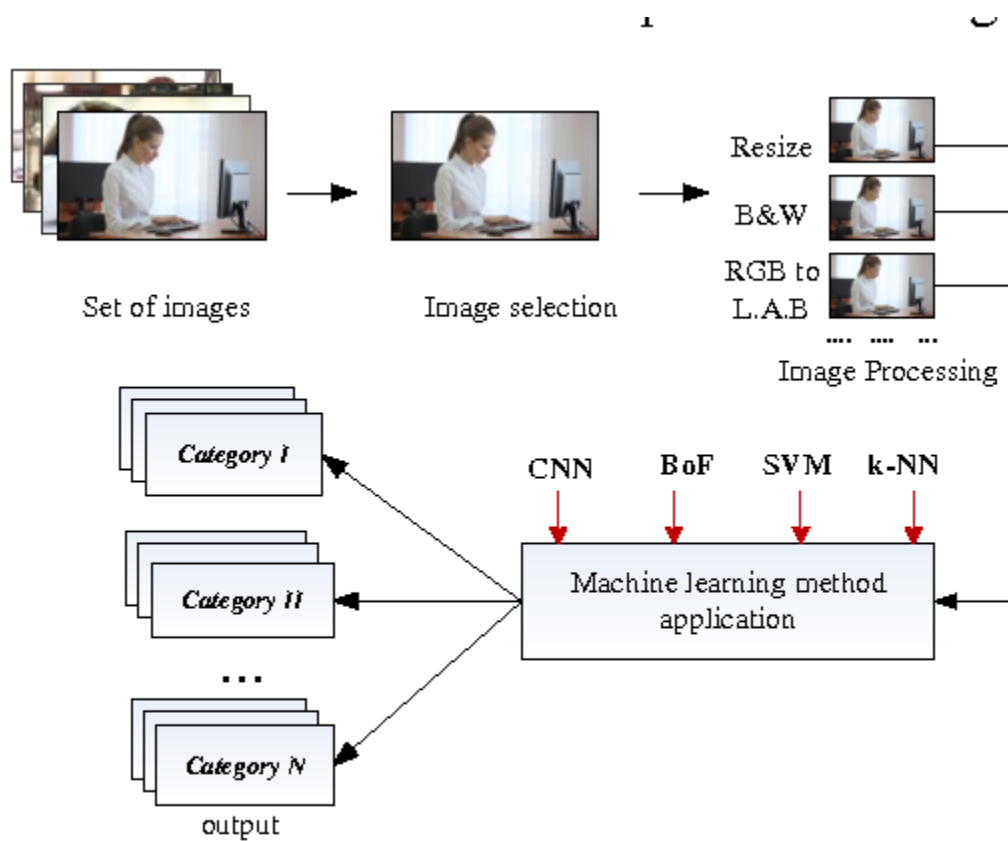 Set of images
Image selection
Resize
B&W
RGB to
L.A.B
.... .... ...
Image Processing
CNN
BoF
SVM
k-NN
Machine learning method
application
Category I
Category II
...
Category N
output